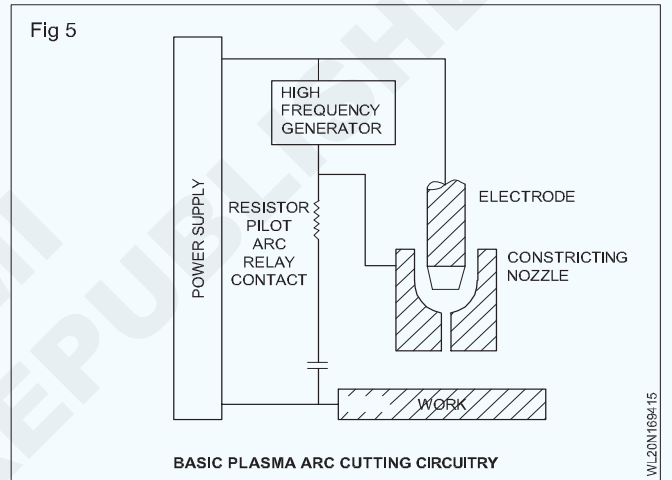 Fig 5
HIGH
FREQUENCY
GENERATOR
POWER SUPPLY
RESISTOR
PILOT
ARC
RELAY
CONTACT
ELECTRODE
CONSTRICTING
NOZZLE
WORK
BASIC PLASMA ARC CUTTING CIRCUITRY
WL20N169415